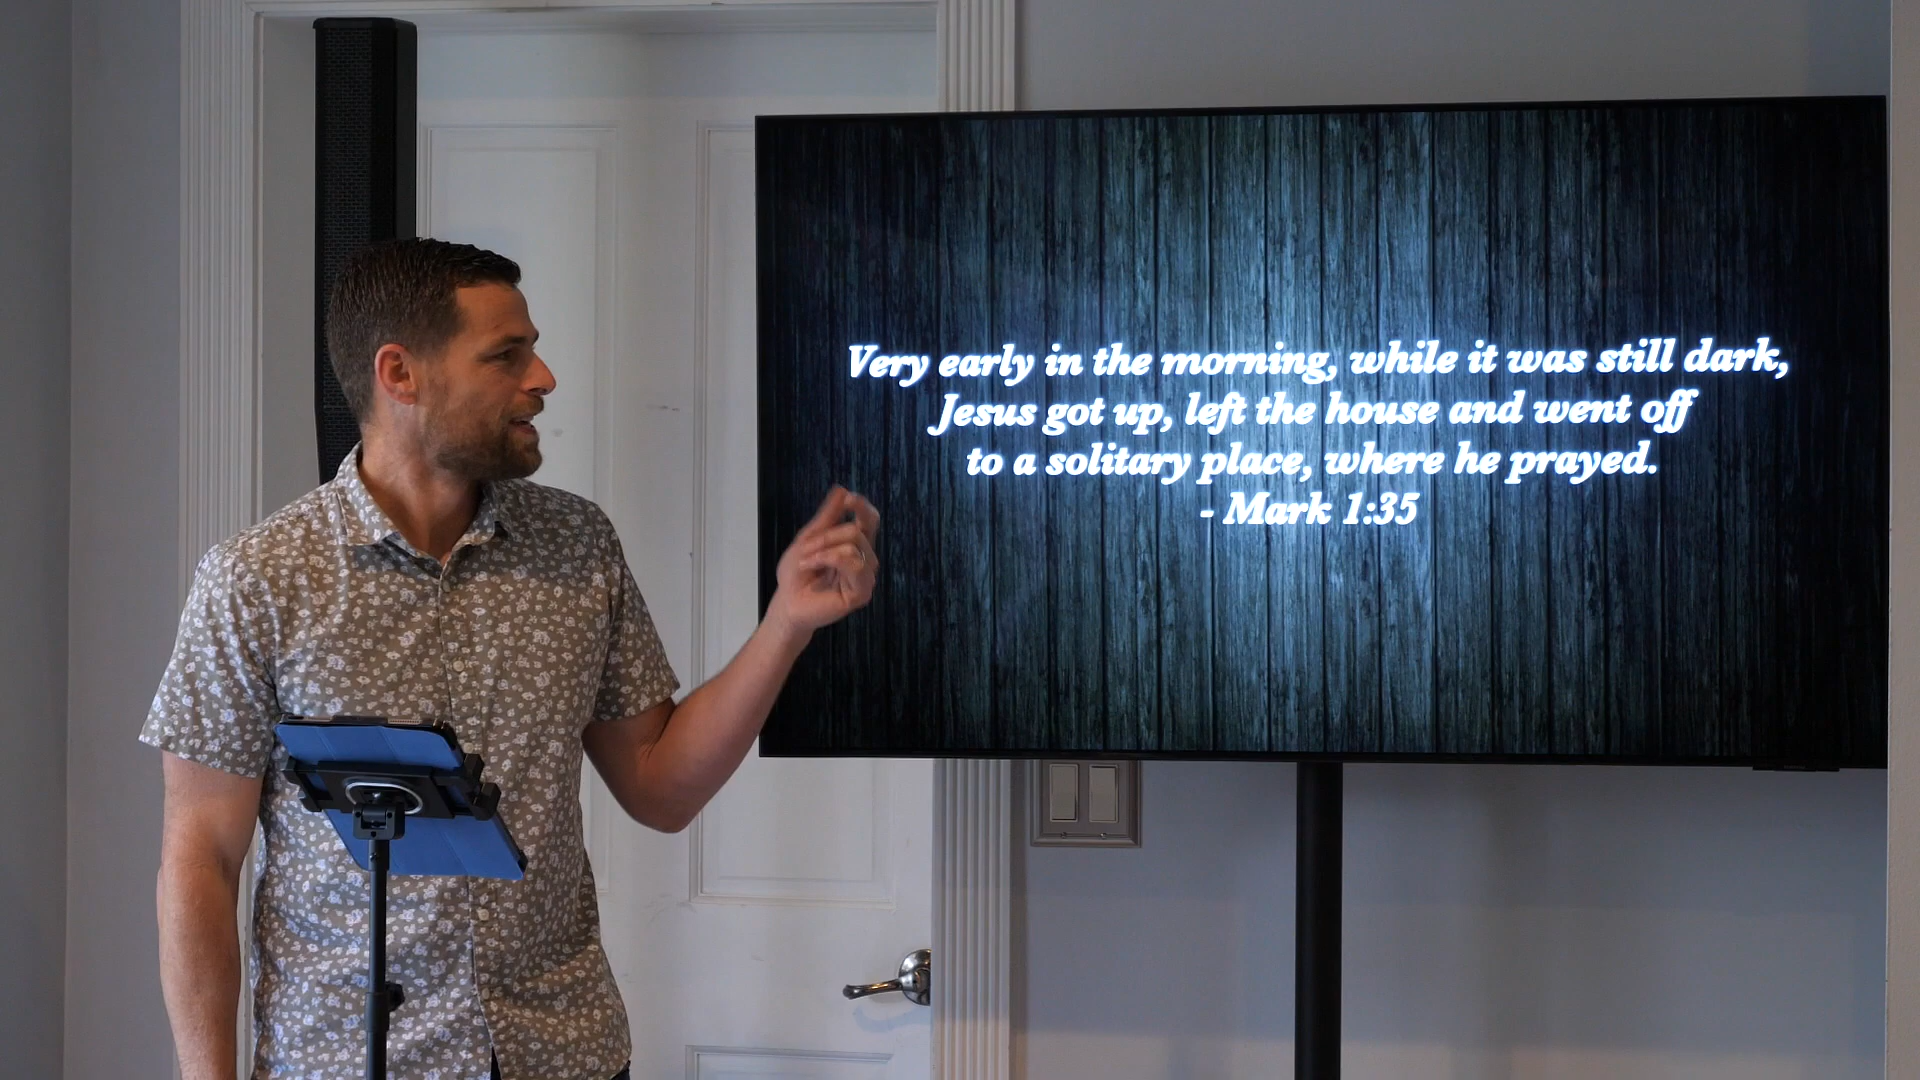 Very early in the morning, while it was still dark,
Jesus got up, left the house and went off
to a solitary place, where he prayed.
- Mark 1:35